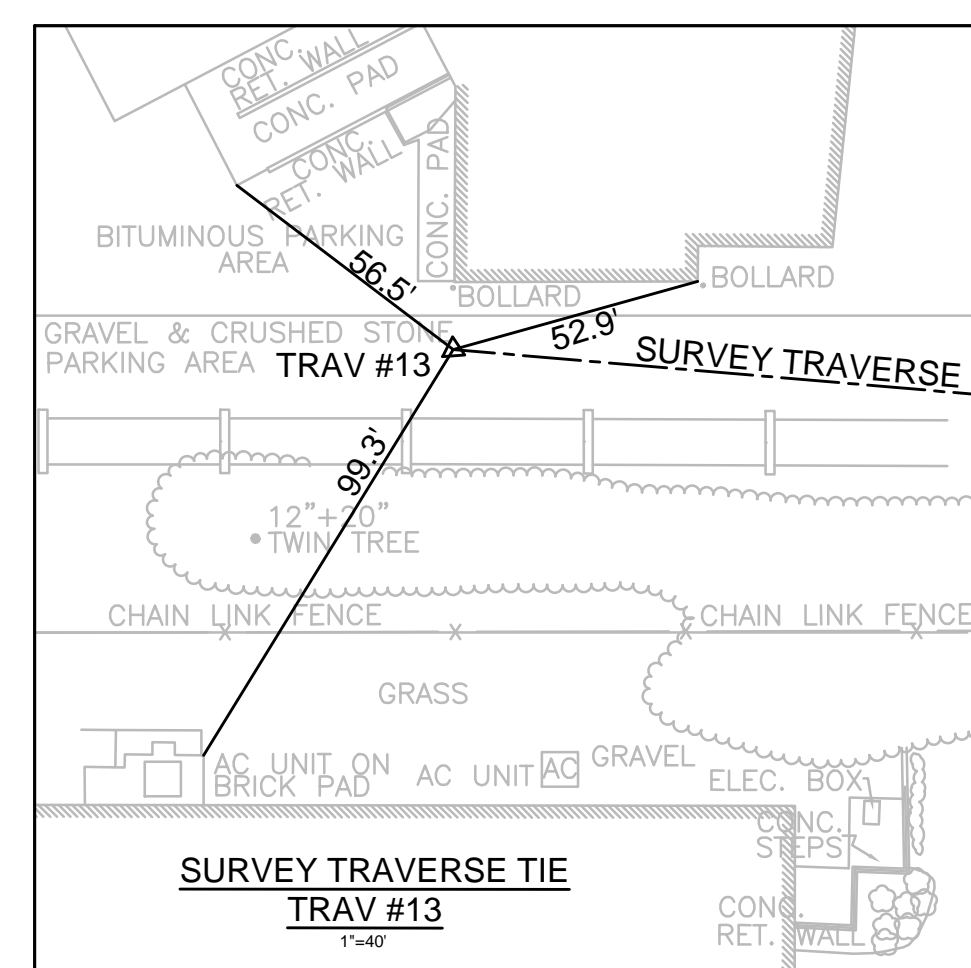 CONC.
RET. WALL
CONC. PAD
CONC.
RET. WALL
CONC. PAD
BITUMINOUS PARKING
AREA
56.5'
BOLLARD
BOLLARD
52.9'
GRAVEL & CRUSHED STONE
PARKING AREA
TRAV #13
SURVEY TRAVERSE
99.3'
12"+20"
TWIN TREE
CHAIN LINK FENCE
X
X
X
X
CHAIN LINK FENCE
GRASS
AC UNIT ON
BRICK PAD
AC UNIT
AC
GRAVEL
ELEC. BOX
CONC.
STEPS
CONC.
RET. WALL
SURVEY TRAVERSE TIE
TRAV #13
1"=40'